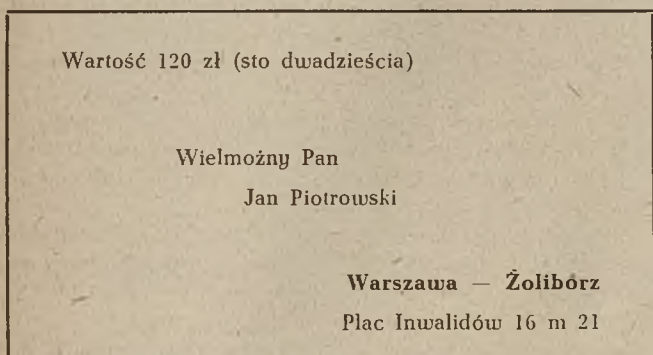 Wartość 120 zł (sto dwadzieścia)
Wielmożny Pan
Jan Piotrowski
Warszawa — Żoliborz
Plac Inwalidów 16 m 21